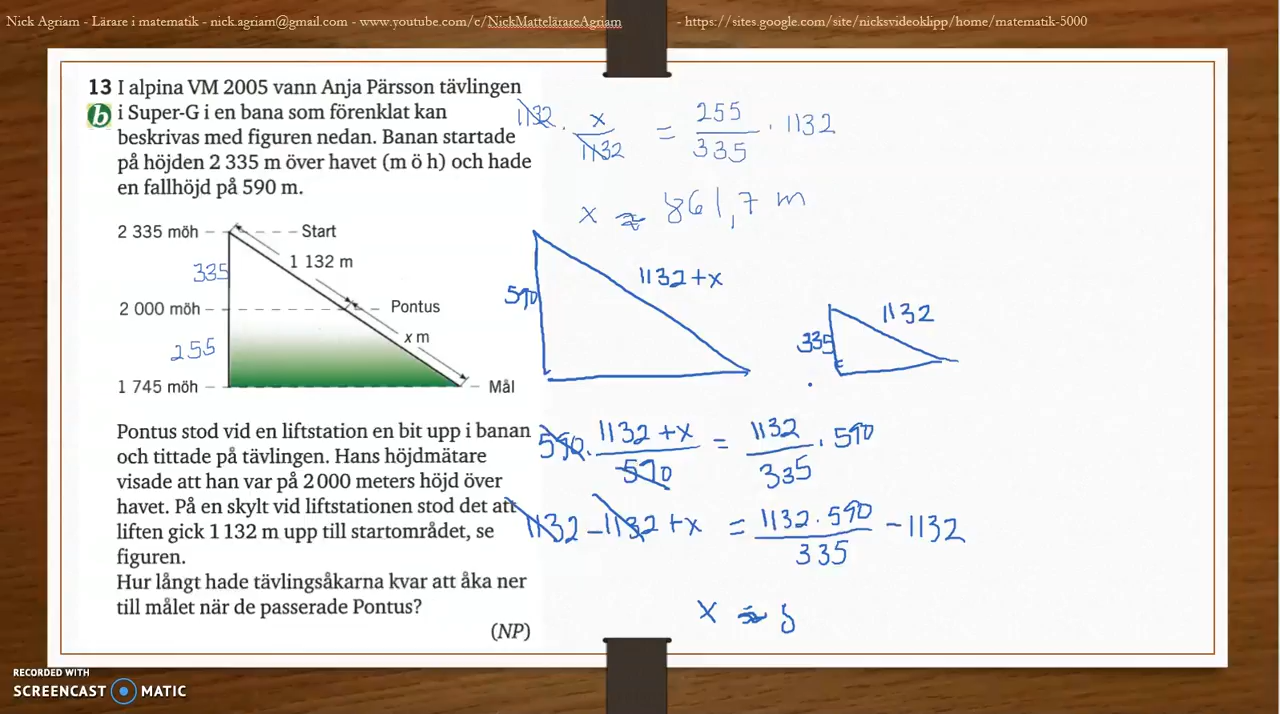 Nick Agriam - Lärare i matematik - nick.agriam@gmail.com - www.youtube.com/c/NickMattelärareAgriam - https://sites.google.com/site/nicksvideoklipp/home/matematik-5000
13 I alpina VM 2005 vann Anja Pärsson tävlingen
b i Super-G i en bana som förenklat kan
beskrivas med figuren nedan. Banan startade
på höjden 2 335 m över havet (m ö h) och hade
en fallhöjd på 590 m.
2 335 möh Start
1 132 m
335
2 000 möh Pontus
x m
255
1 745 möh Mål
Pontus stod vid en liftstation en bit upp i banan
och tittade på tävlingen. Hans höjdmätare
visade att han var på 2 000 meters höjd över
havet. På en skylt vid liftstationen stod det att
liften gick 1 132 m upp till startområdet, se
figuren.
Hur långt hade tävlingsåkarna kvar att åka ner
till målet när de passerade Pontus?
(NP)
1132 · x/1132 = 255/335 · 1132
x ≈ 861,7 m
590
1132+x
335
1132
590 · 1132+x/590 = 1132/335 · 590
1132 - 1132 + x = 1132·590/335 - 1132
x ≈
RECORDED WITH
SCREENCAST MATIC